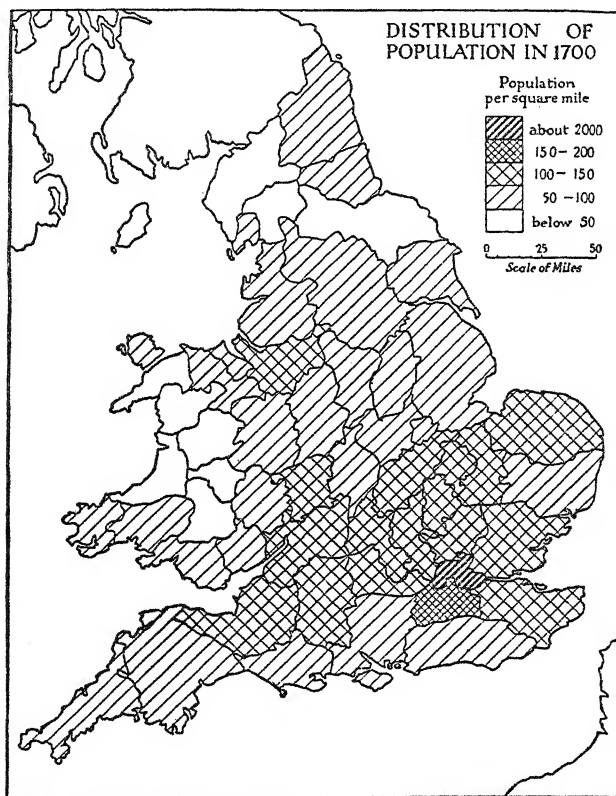 DISTRIBUTION OF
POPULATION IN 1700
Population
per square mile
about 2000
150-200
100-150
50-100
below 50
0 25 50
Scale of Miles